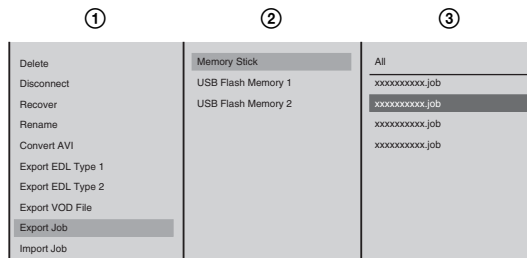 ① ② ③
Delete
Disconnect
Recover
Rename
Convert AVI
Export EDL Type 1
Export EDL Type 2
Export VOD File
Export Job
Import Job
Memory Stick
USB Flash Memory 1
USB Flash Memory 2
All
xxxxxxxxxx.job
xxxxxxxxxx.job
xxxxxxxxxx.job
xxxxxxxxxx.job